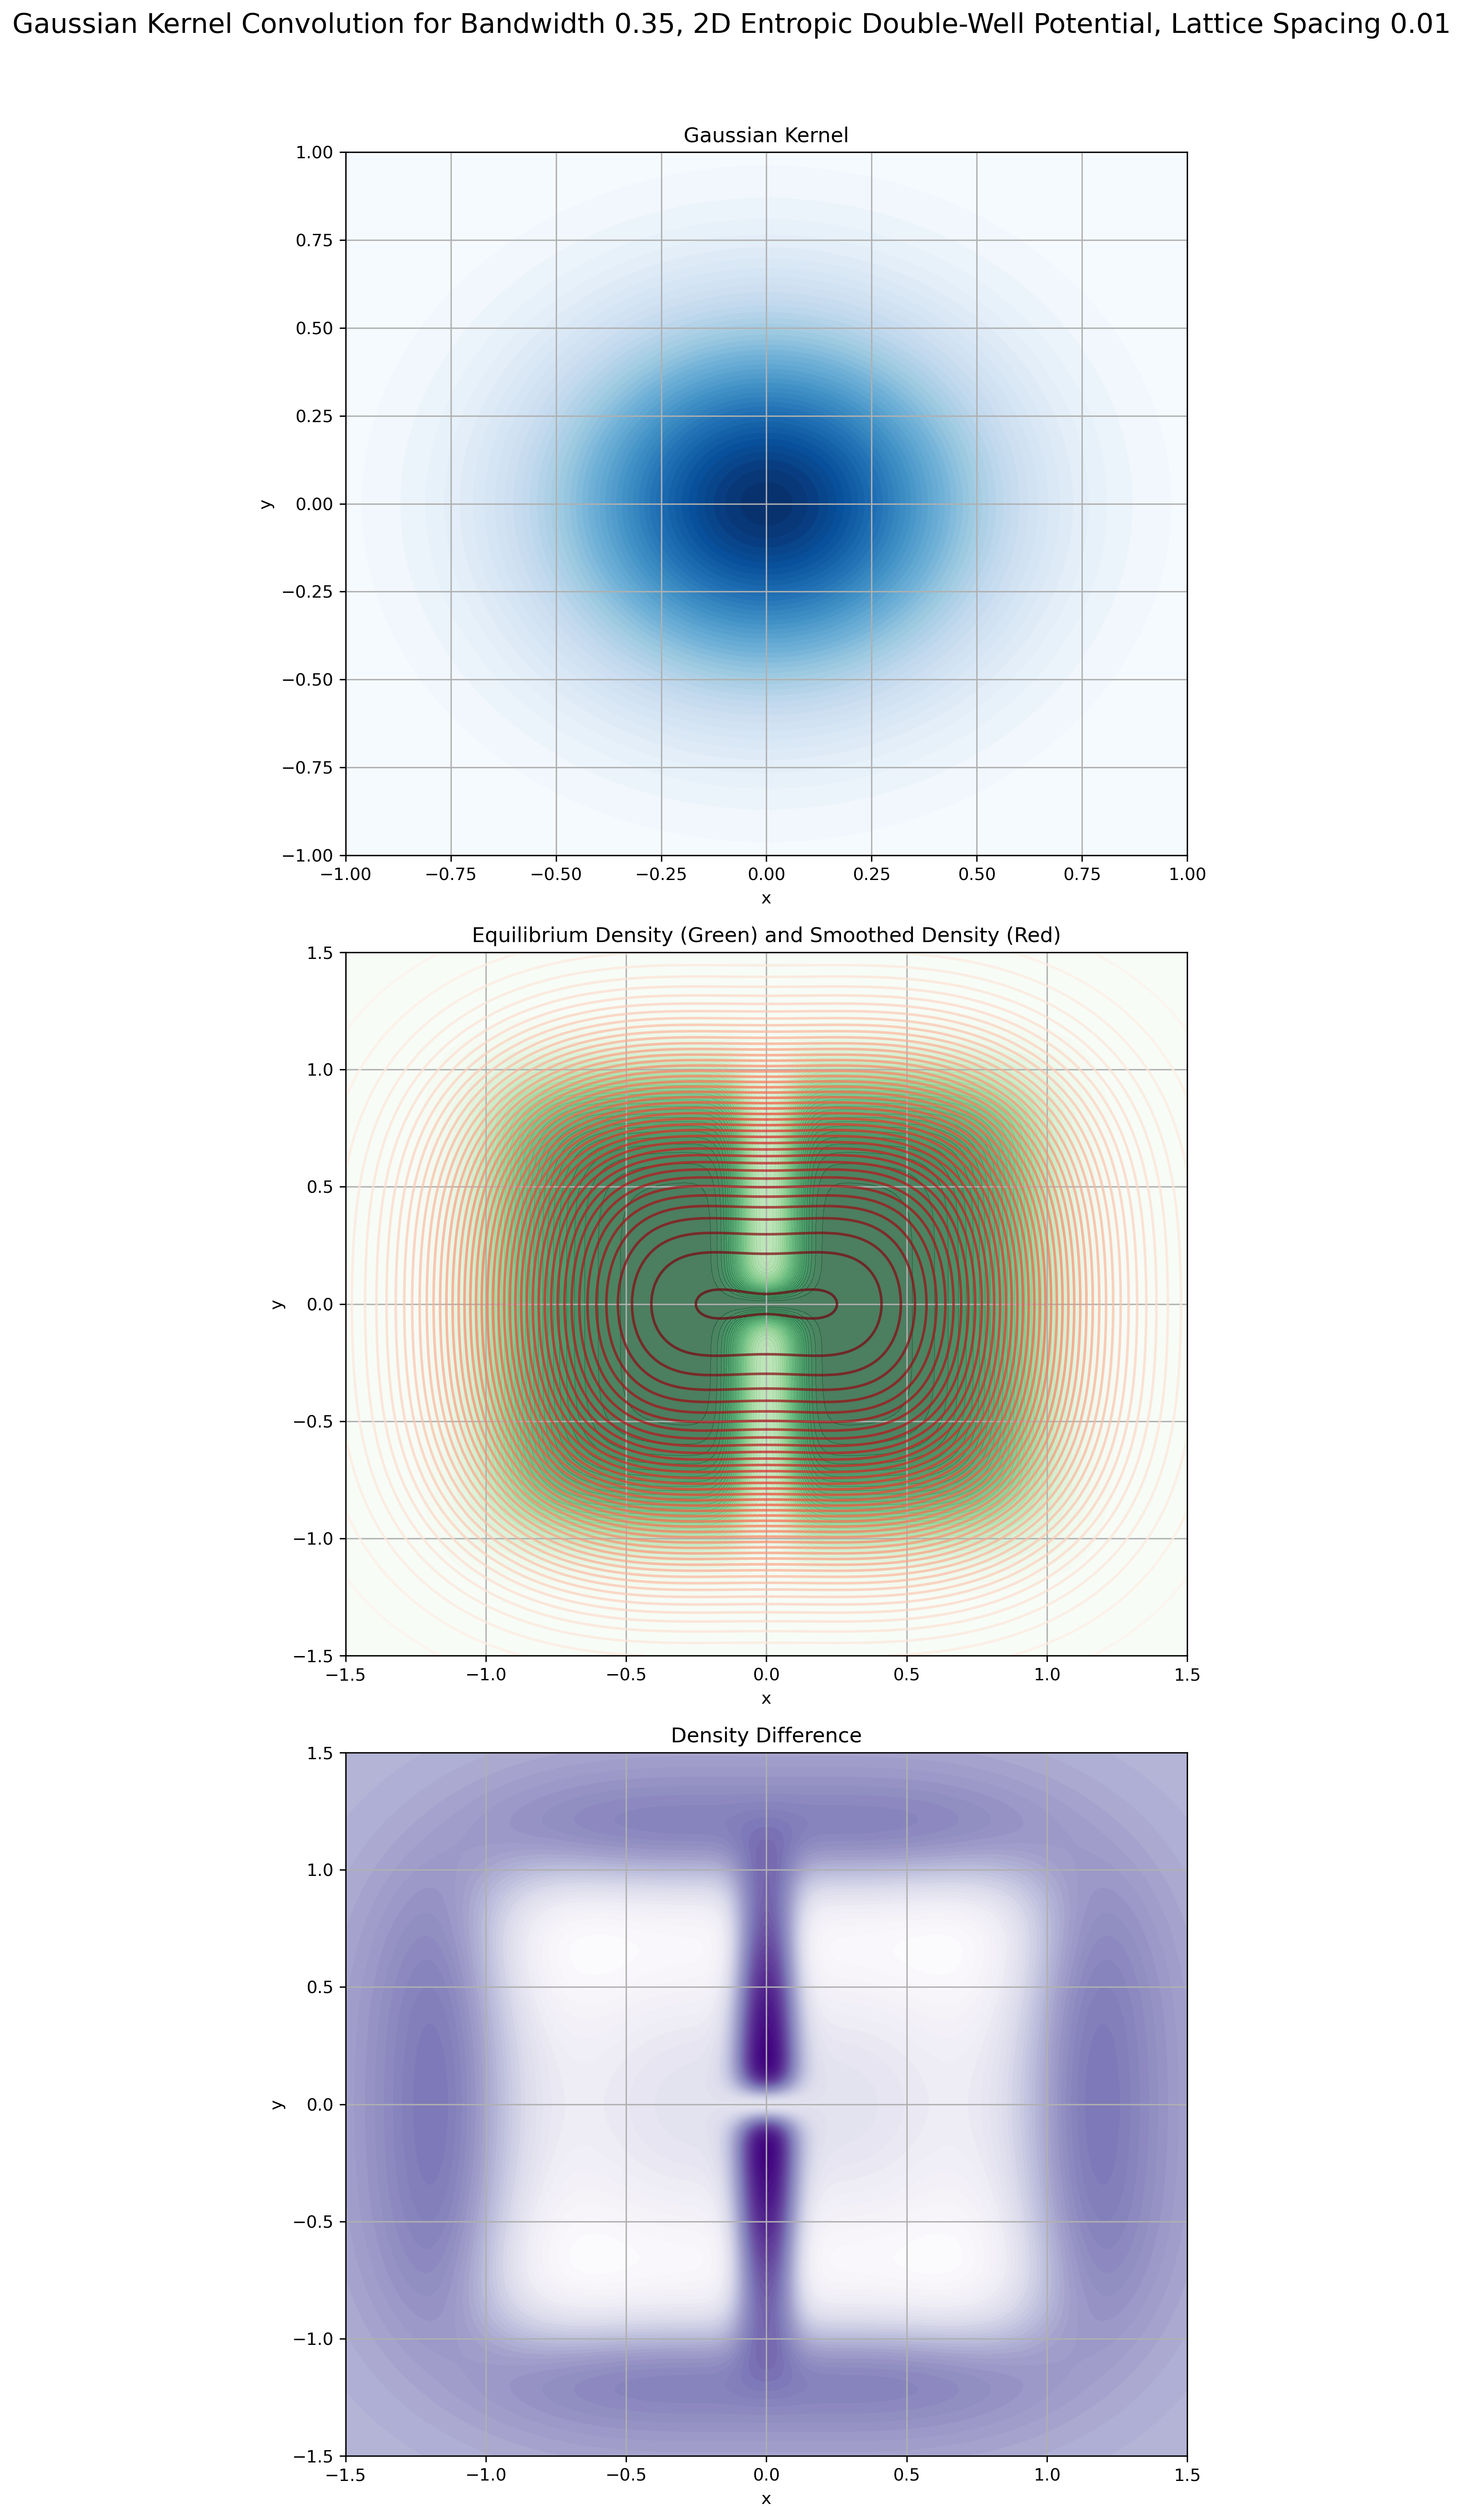 Gaussian Kernel Convolution for Bandwidth 0.35, 2D Entropic Double-Well Potential, Lattice Spacing 0.01
Gaussian Kernel
1.00
0.75
0.50
0.25
0.00
−0.25
−0.50
−0.75
−1.00
y
−1.00 −0.75 −0.50 −0.25 0.00 0.25 0.50 0.75 1.00
x
Equilibrium Density (Green) and Smoothed Density (Red)
1.5
1.0
0.5
0.0
−0.5
−1.0
−1.5
y
−1.5 −1.0 −0.5 0.0 0.5 1.0 1.5
x
Density Difference
1.5
1.0
0.5
0.0
−0.5
−1.0
−1.5
y
−1.5 −1.0 −0.5 0.0 0.5 1.0 1.5
x